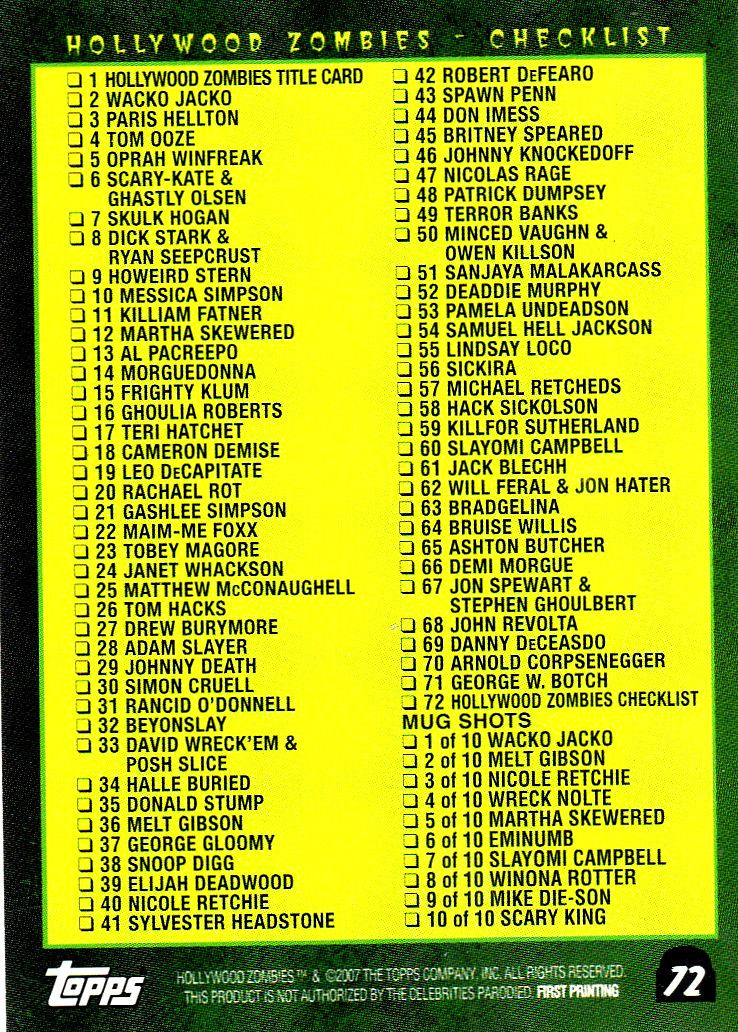 HOLLYWOOD ZOMBIES - CHECKLIST
❏ 1 HOLLYWOOD ZOMBIES TITLE CARD
❏ 2 WACKO JACKO
❏ 3 PARIS HELLTON
❏ 4 TOM OOZE
❏ 5 OPRAH WINFREAK
❏ 6 SCARY-KATE &
GHASTLY OLSEN
❏ 7 SKULK HOGAN
❏ 8 DICK STARK &
RYAN SEEPCRUST
❏ 9 HOWEIRD STERN
❏ 10 MESSICA SIMPSON
❏ 11 KILLIAM FATNER
❏ 12 MARTHA SKEWERED
❏ 13 AL PACREEPO
❏ 14 MORGUEDONNA
❏ 15 FRIGHTY KLUM
❏ 16 GHOULIA ROBERTS
❏ 17 TERI HATCHET
❏ 18 CAMERON DEMISE
❏ 19 LEO DECAPITATE
❏ 20 RACHAEL ROT
❏ 21 GASHLEE SIMPSON
❏ 22 MAIM-ME FOXX
❏ 23 TOBEY MAGORE
❏ 24 JANET WHACKSON
❏ 25 MATTHEW McCONAUGHELL
❏ 26 TOM HACKS
❏ 27 DREW BURYMORE
❏ 28 ADAM SLAYER
❏ 29 JOHNNY DEATH
❏ 30 SIMON CRUELL
❏ 31 RANCID O'DONNELL
❏ 32 BEYONSLAY
❏ 33 DAVID WRECK'EM &
POSH SLICE
❏ 34 HALLE BURIED
❏ 35 DONALD STUMP
❏ 36 MELT GIBSON
❏ 37 GEORGE GLOOMY
❏ 38 SNOOP DIGG
❏ 39 ELIJAH DEADWOOD
❏ 40 NICOLE RETCHIE
❏ 41 SYLVESTER HEADSTONE
❏ 42 ROBERT DEFEARO
❏ 43 SPAWN PENN
❏ 44 DON IMESS
❏ 45 BRITNEY SPEARED
❏ 46 JOHNNY KNOCKEDOFF
❏ 47 NICOLAS RAGE
❏ 48 PATRICK DUMPSEY
❏ 49 TERROR BANKS
❏ 50 MINCED VAUGHN &
OWEN KILLSON
❏ 51 SANJAYA MALAKARCASS
❏ 52 DEADDIE MURPHY
❏ 53 PAMELA UNDEADSON
❏ 54 SAMUEL HELL JACKSON
❏ 55 LINDSAY LOCO
❏ 56 SICKIRA
❏ 57 MICHAEL RETCHEDS
❏ 58 HACK SICKOLSON
❏ 59 KILLFOR SUTHERLAND
❏ 60 SLAYOMI CAMPBELL
❏ 61 JACK BLECHH
❏ 62 WILL FERAL & JON HATER
❏ 63 BRADGELINA
❏ 64 BRUISE WILLIS
❏ 65 ASHTON BUTCHER
❏ 66 DEMI MORGUE
❏ 67 JON SPEWART &
STEPHEN GHOULBERT
❏ 68 JOHN REVOLTA
❏ 69 DANNY DECEASDO
❏ 70 ARNOLD CORPSENEGGER
❏ 71 GEORGE W. BOTCH
❏ 72 HOLLYWOOD ZOMBIES CHECKLIST
MUG SHOTS
❏ 1 of 10 WACKO JACKO
❏ 2 of 10 MELT GIBSON
❏ 3 of 10 NICOLE RETCHIE
❏ 4 of 10 WRECK NOLTE
❏ 5 of 10 MARTHA SKEWERED
❏ 6 of 10 EMINUMB
❏ 7 of 10 SLAYOMI CAMPBELL
❏ 8 of 10 WINONA ROTTER
❏ 9 of 10 MIKE DIE-SON
❏ 10 of 10 SCARY KING
topps
HOLLYWOOD ZOMBIES™ & ©2007 THE TOPPS COMPANY, INC. ALL RIGHTS RESERVED.
THIS PRODUCT IS NOT AUTHORIZED BY THE CELEBRITIES PARODIED. FIRST PRINTING
72